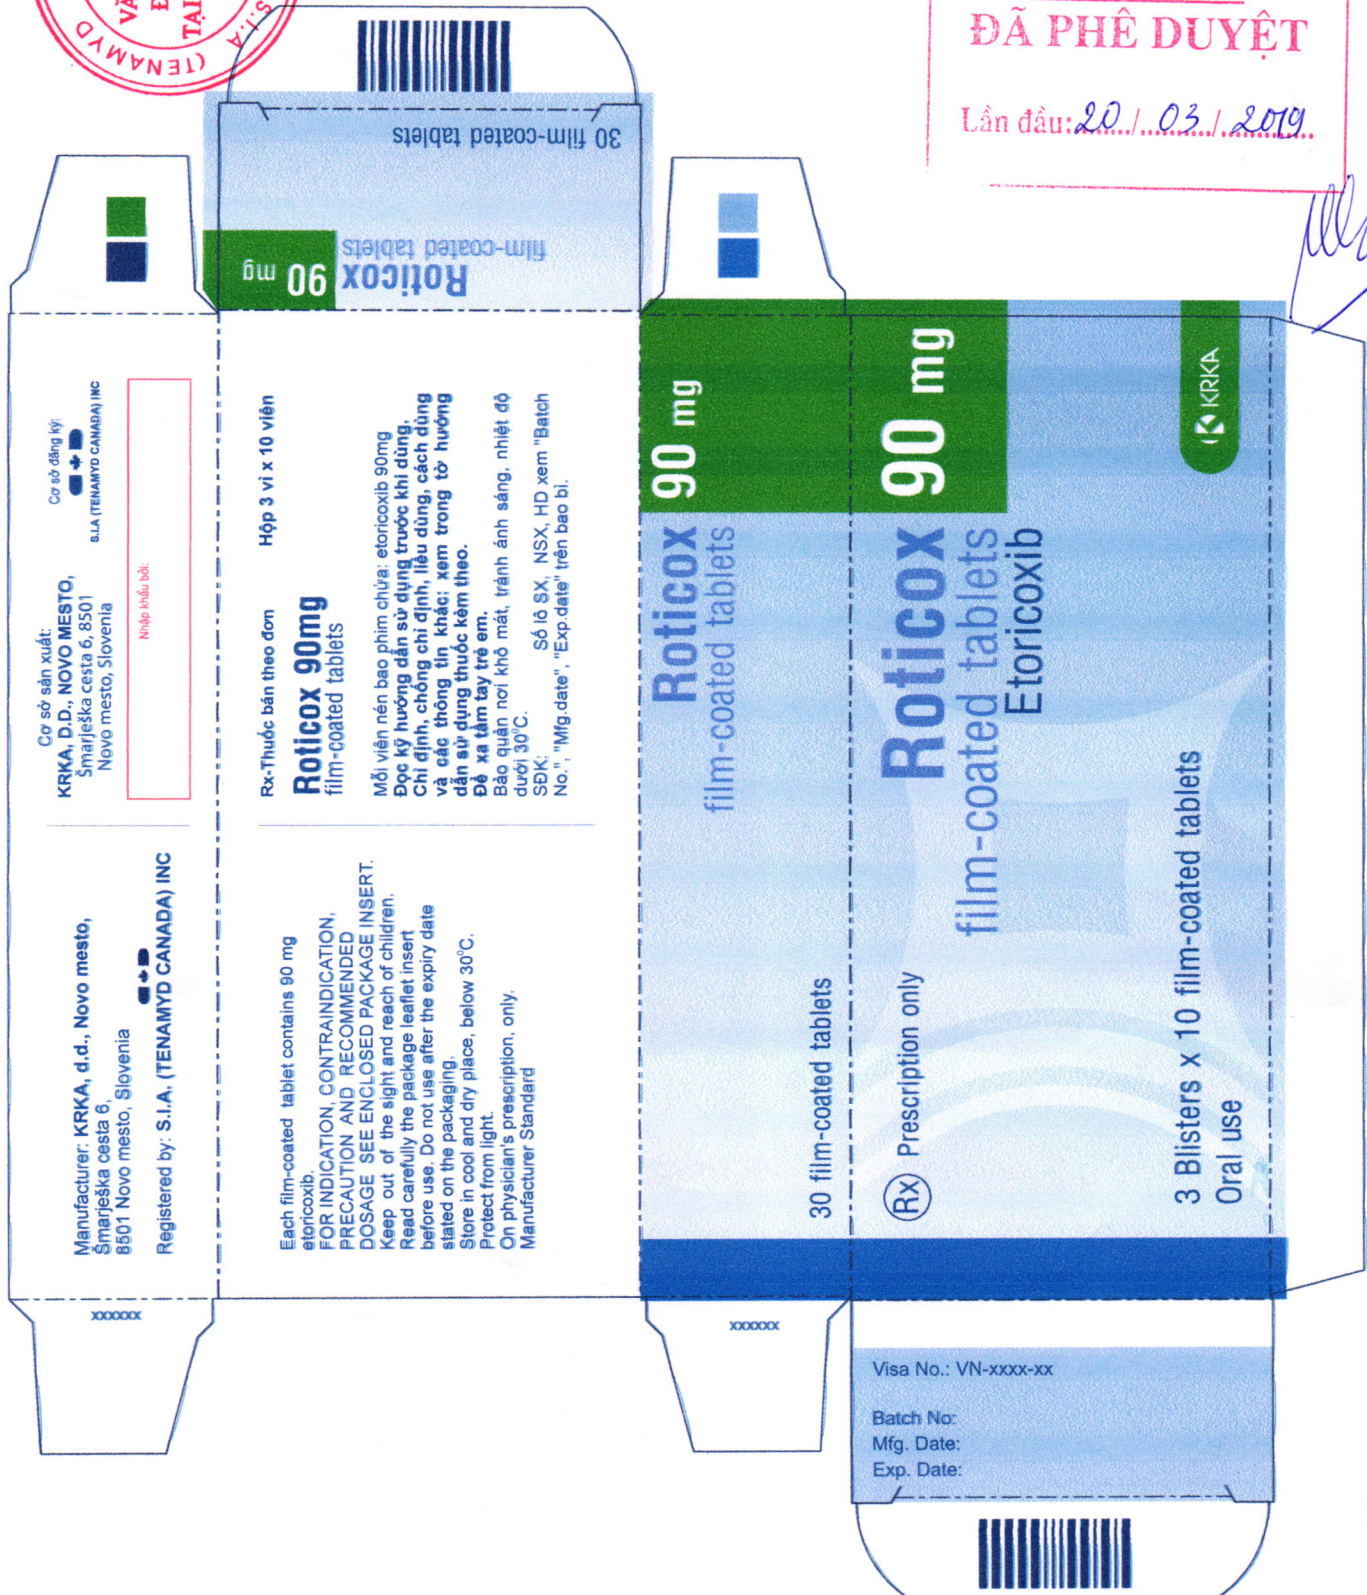 VĂ
Đ
TẠI
S.I.A (TENAMYD
ĐÃ PHÊ DUYỆT
Lần đầu: 20 / 03 / 2019
30 film-coated tablets
Roticox 90 mg
film-coated tablets
Cơ sở sản xuất:
KRKA, D.D., NOVO MESTO,
Šmarješka cesta 6, 8501
Novo mesto, Slovenia
Cơ sở đăng ký:
S.I.A (TENAMYD CANADA) INC
Nhập khẩu bởi:
Manufacturer: KRKA, d.d., Novo mesto,
Šmarješka cesta 6,
8501 Novo mesto, Slovenia
Registered by: S.I.A, (TENAMYD CANADA) INC
Rx-Thuốc bán theo đơn Hộp 3 vỉ x 10 viên
Roticox 90mg
film-coated tablets
Mỗi viên nén bao phim chứa: etoricoxib 90mg
Đọc kỹ hướng dẫn sử dụng trước khi dùng.
Chỉ định, chống chỉ định, liều dùng, cách dùng
và các thông tin khác: xem trong tờ hướng
dẫn sử dụng thuốc kèm theo.
Để xa tầm tay trẻ em.
Bảo quản nơi khô mát, tránh ánh sáng, nhiệt độ
dưới 30°C.
SĐK: Số lô SX, NSX, HD xem "Batch
No.", "Mfg.date", "Exp.date" trên bao bì.
Each film-coated tablet contains 90 mg
etoricoxib.
FOR INDICATION, CONTRAINDICATION,
PRECAUTION AND RECOMMENDED
DOSAGE SEE ENCLOSED PACKAGE INSERT.
Keep out of the sight and reach of children.
Read carefully the package leaflet insert
before use. Do not use after the expiry date
stated on the packaging.
Store in cool and dry place, below 30°C.
Protect from light.
On physician's prescription, only.
Manufacturer Standard
Roticox 90 mg
film-coated tablets
30 film-coated tablets
Roticox 90 mg
film-coated tablets
Etoricoxib
KRKA
Rx Prescription only
3 Blisters x 10 film-coated tablets
Oral use
xxxxxx
xxxxxx
Visa No.: VN-xxxx-xx
Batch No:
Mfg. Date:
Exp. Date: